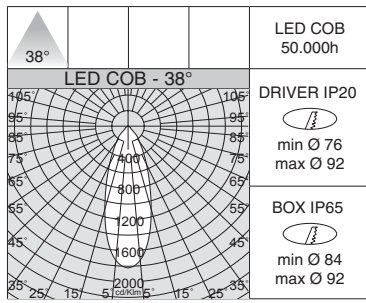 38°
LED COB
50.000h
LED COB - 38°
105° 105°
95° 95°
85° 85°
75° 75°
65° 65°
55° 55°
45° 45°
35° 25° 15° 5° 5° 15° 25° 35°
400
800
1200
1600
2000
cd/Klm
DRIVER IP20
min Ø 76
max Ø 92
BOX IP65
min Ø 84
max Ø 92